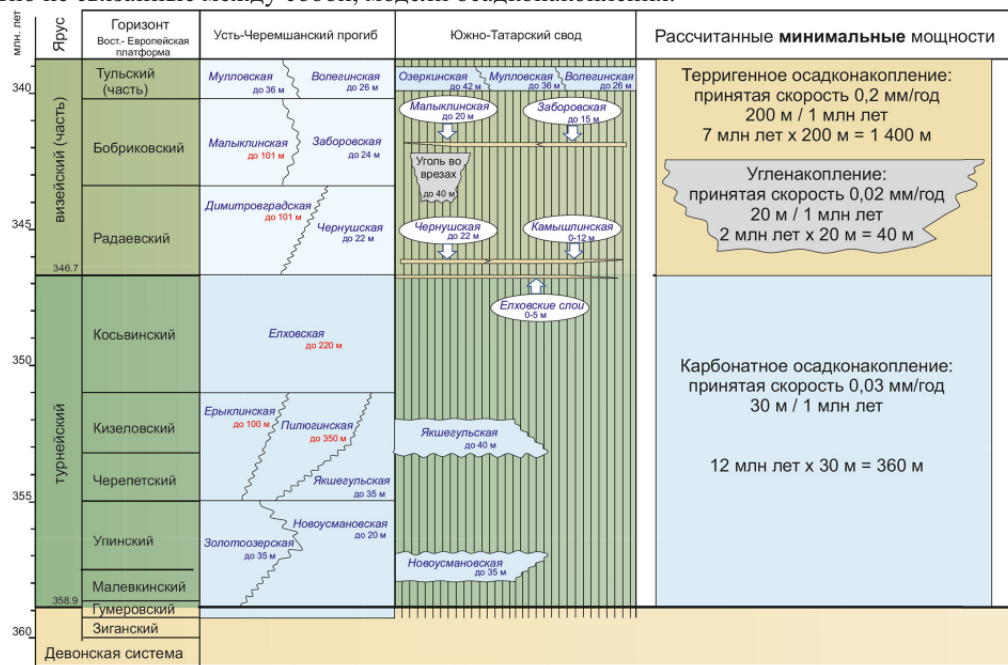 но не связанные между собой, модели осадконакопления.
млн. лет
Ярус
Горизонт
Вост.- Европейская
платформа
Усть-Черемшанский прогиб
Южно-Татарский свод
Рассчитанные минимальные мощности
340
345
350
355
360
визейский (часть)
346.7
турнейский
358.9
Тульский
(часть)
Бобриковский
Радаевский
Косьвинский
Кизеловский
Черепетский
Упинский
Малевкинский
Гумеровский
Зиганский
Девонская система
Мулловская
до 36 м
Волегинская
до 26 м
Малыклинская
до 101 м
Заборовская
до 24 м
Димитровградская
до 101 м
Чернушская
до 22 м
Елховская
до 220 м
Ерыклинская
до 100 м
Пилюгинская
до 350 м
Якшегульская
до 35 м
Новоусмановская
до 20 м
Золотоозерская
до 35 м
Озеркинская
до 42 м
Мулловская
до 36 м
Волегинская
до 26 м
Малыклинская
до 20 м
Заборовская
до 15 м
Уголь во
врезах
до 40 м
Чернушская
до 22 м
Камышлинская
0-12 м
Елховские слои
0-5 м
Якшегульская
до 40 м
Новоусмановская
до 35 м
Терригенное осадконакопление:
принятая скорость 0,2 мм/год
200 м / 1 млн лет
7 млн лет х 200 м = 1 400 м
Угленакопление:
принятая скорость 0,02 мм/год
20 м / 1 млн лет
2 млн лет х 20 м = 40 м
Карбонатное осадконакопление:
принятая скорость 0,03 мм/год
30 м / 1 млн лет
12 млн лет х 30 м = 360 м